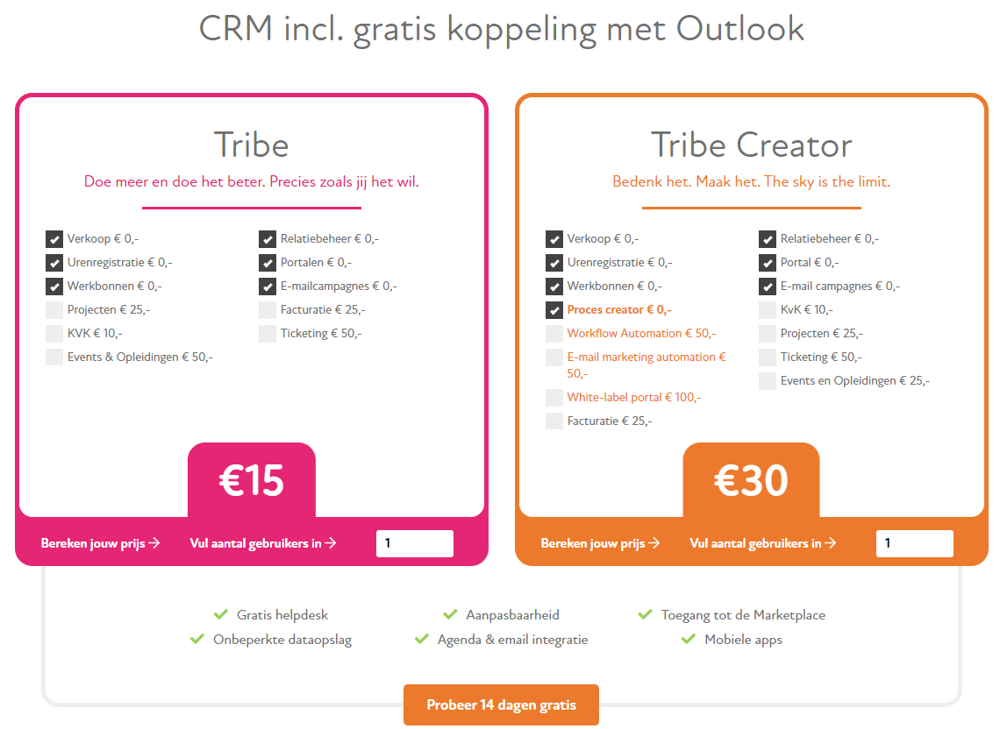 CRM incl. gratis koppeling met Outlook
Tribe
Doe meer en doe het beter. Precies zoals jij het wil.
Verkoop € 0,-
Urenregistratie € 0,-
Werkbonnen € 0,-
Projecten € 25,-
KVK € 10,-
Events & Opleidingen € 50,-
Relatiebeheer € 0,-
Portalen € 0,-
E-mailcampagnes € 0,-
Facturatie € 25,-
Ticketing € 50,-
€15
Bereken jouw prijs → Vul aantal gebruikers in → 1
Tribe Creator
Bedenk het. Maak het. The sky is the limit.
Verkoop € 0,-
Urenregistratie € 0,-
Werkbonnen € 0,-
Proces creator € 0,-
Workflow Automation € 50,-
E-mail marketing automation €
50,-
White-label portal € 100,-
Facturatie € 25,-
Relatiebeheer € 0,-
Portal € 0,-
E-mail campagnes € 0,-
KvK € 10,-
Projecten € 25,-
Ticketing € 50,-
Events en Opleidingen € 25,-
€30
Bereken jouw prijs → Vul aantal gebruikers in → 1
Gratis helpdesk
Aanpasbaarheid
Toegang tot de Marketplace
Onbeperkte dataopslag
Agenda & email integratie
Mobiele apps
Probeer 14 dagen gratis